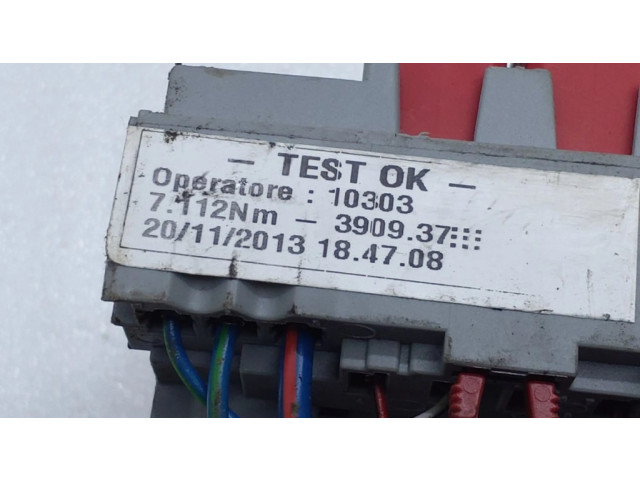 - TEST OK -
Operatore : 10303
7.112Nm - 3909.37
20/11/2013 18.47.08